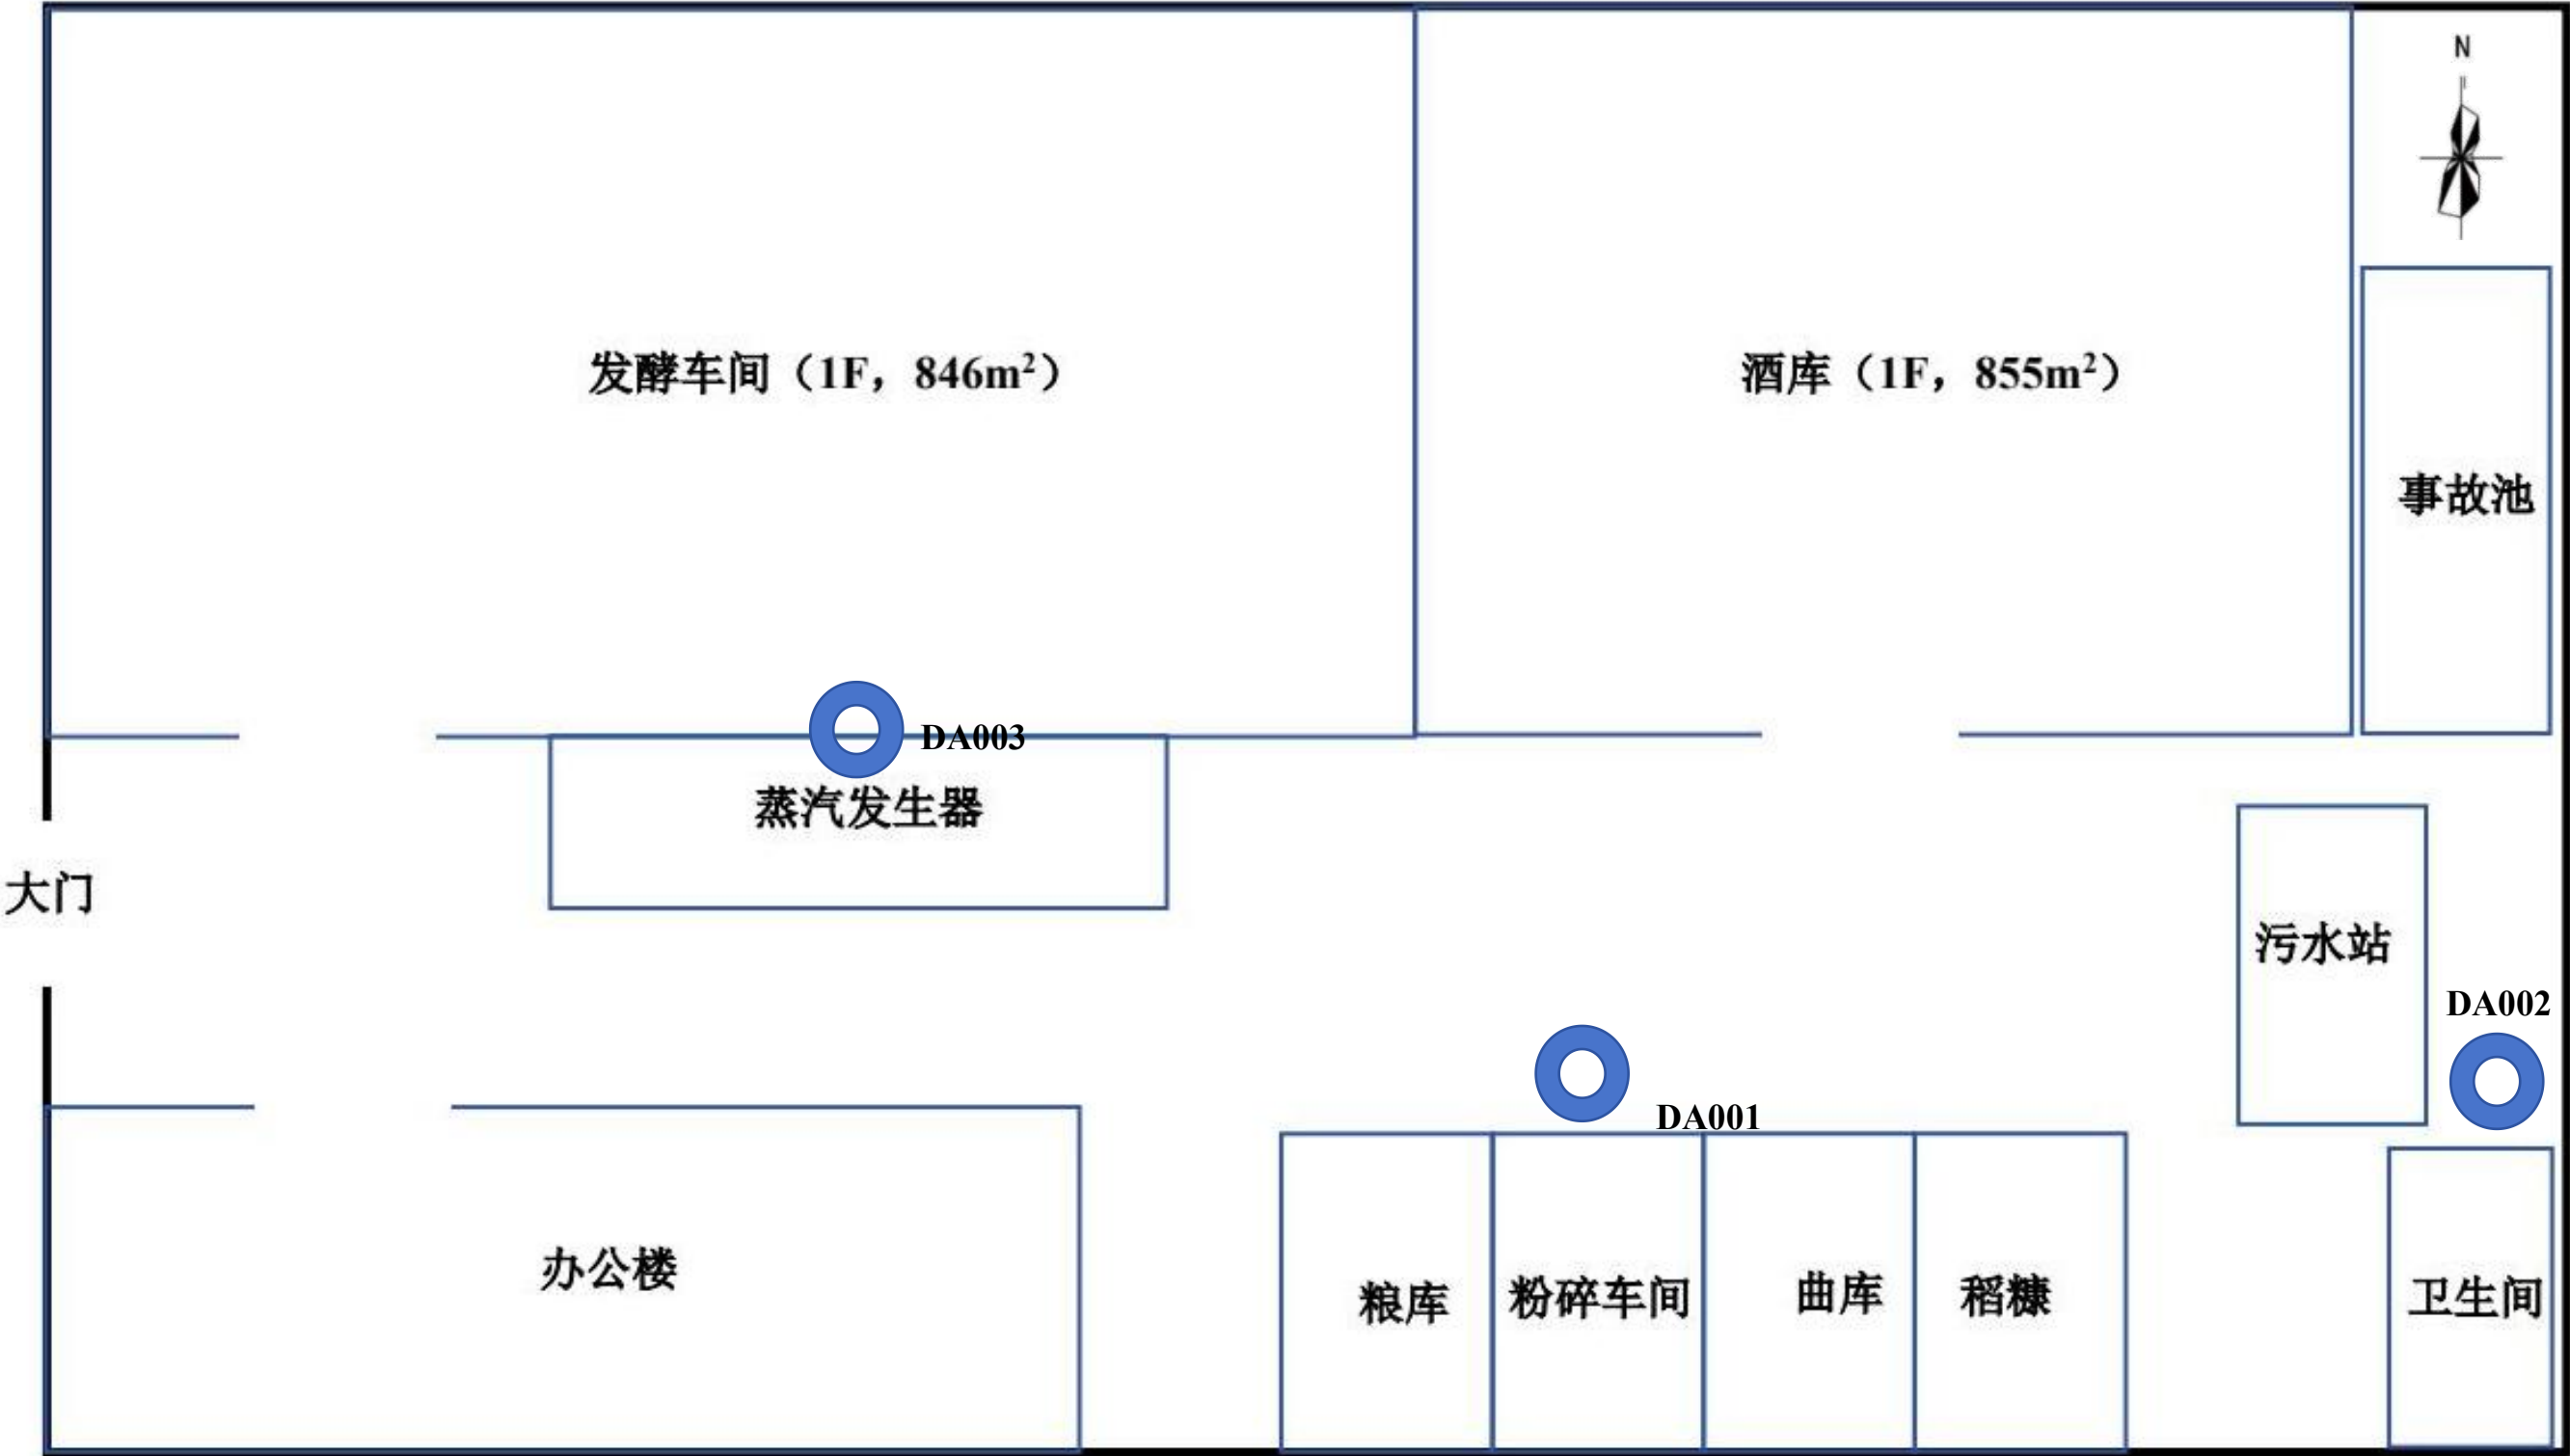 N
发酵车间（1F，846m²）
酒库（1F，855m²）
事故池
DA003
蒸汽发生器
大门
污水站
DA002
DA001
办公楼
粮库
粉碎车间
曲库
稻糠
卫生间